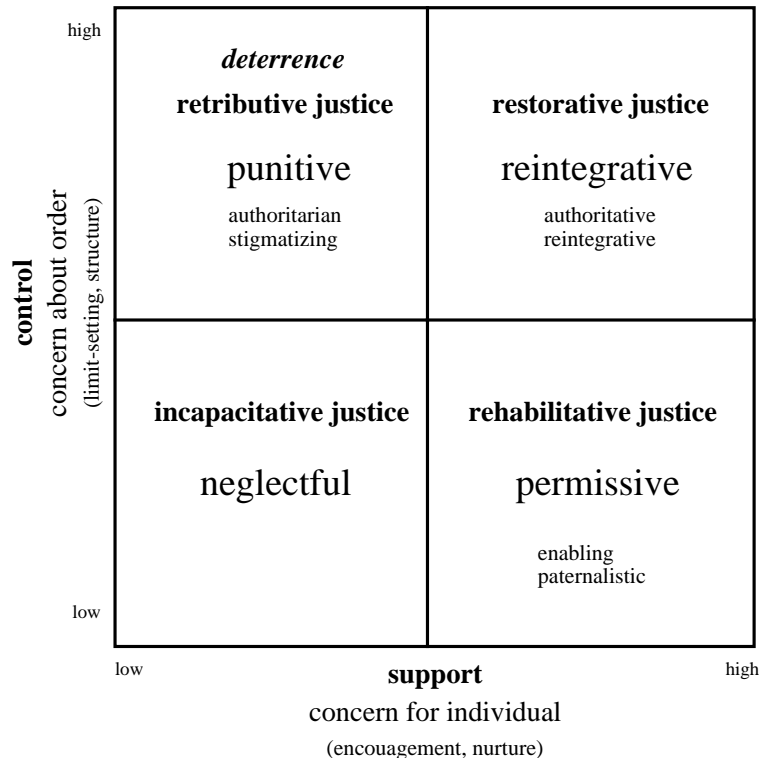 high
deterrence
retributive justice
punitive
authoritarian
stigmatizing
restorative justice
reintegrative
authoritative
reintegrative
control
concern about order
(limit-setting, structure)
incapacitative justice
neglectful
rehabilitative justice
permissive
enabling
paternalistic
low
low
support
high
concern for individual
(encouagement, nurture)